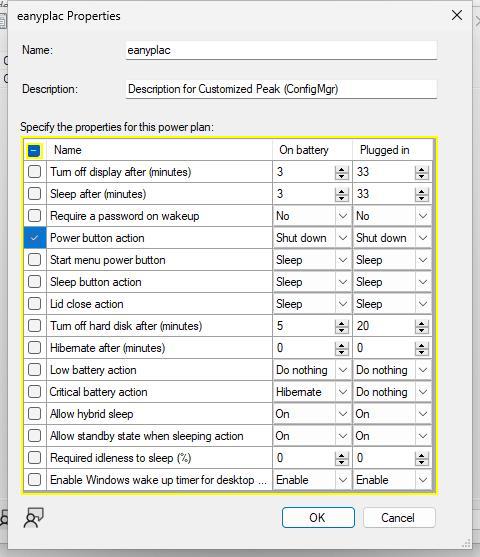 eanyplac Properties
Name: eanyplac
Description: Description for Customized Peak (ConfigMgr)
Specify the properties for this power plan:
Name On battery Plugged in
Turn off display after (minutes) 3 33
Sleep after (minutes) 3 33
Require a password on wakeup No No
Power button action Shut down Shut down
Start menu power button Sleep Sleep
Sleep button action Sleep Sleep
Lid close action Sleep Sleep
Turn off hard disk after (minutes) 5 20
Hibernate after (minutes) 0 0
Low battery action Do nothing Do nothing
Critical battery action Hibernate Do nothing
Allow hybrid sleep On On
Allow standby state when sleeping action On On
Required idleness to sleep (%) 0 0
Enable Windows wake up timer for desktop ... Enable Enable
OK Cancel